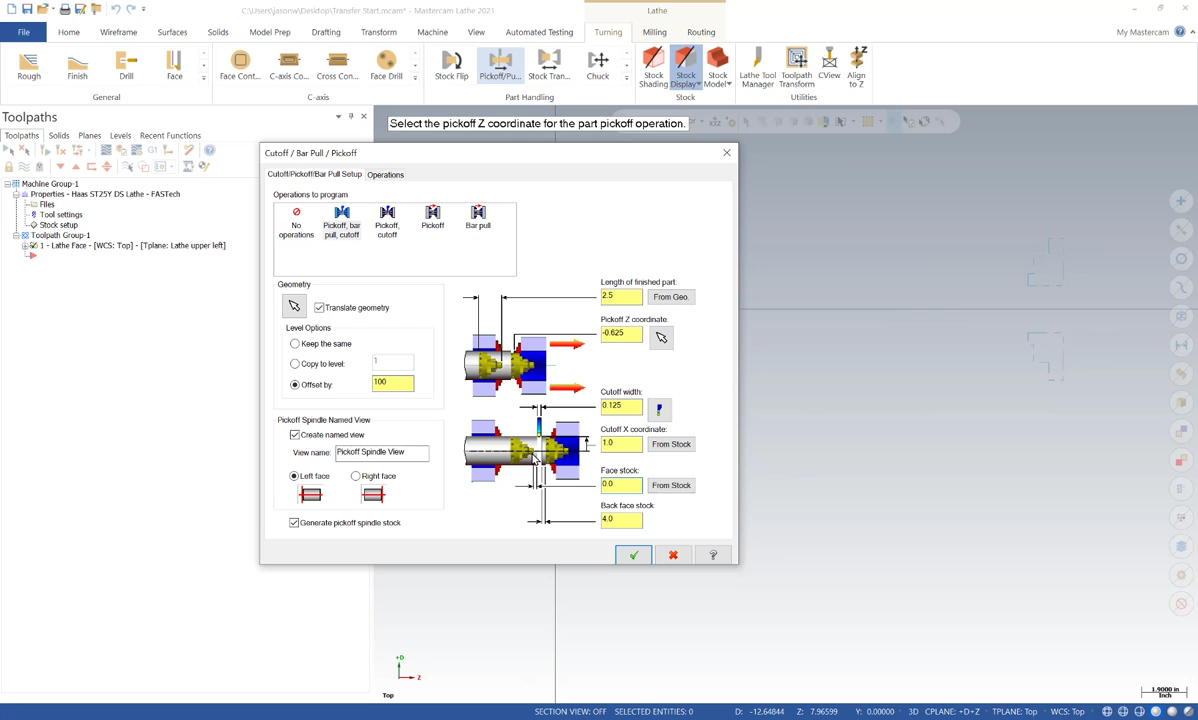 C:\Users\jasonw\Desktop\Transfer Start.mcam* - Mastercam Lathe 2021
Lathe
File
Home
Wireframe
Surfaces
Solids
Model Prep
Drafting
Transform
Machine
View
Automated Testing
Turning
Milling
Routing
My Mastercam
Rough
Finish
Drill
Face
Face Cont...
C-axis Co...
Cross Con...
Face Drill
Stock Flip
Pickoff/Pu...
Stock Tran...
Chuck
Stock
Shading
Stock
Display
Stock
Model
Lathe Tool
Manager
Toolpath
Transform
CView
Align
to Z
General
C-axis
Part Handling
Stock
Utilities
Toolpaths
Toolpaths
Solids
Planes
Levels
Recent Functions
G1
Machine Group-1
Properties - Haas ST25Y DS Lathe - FASTech
Files
Tool settings
Stock setup
Toolpath Group-1
1 - Lathe Face - [WCS: Top] - [Tplane: Lathe upper left]
Select the pickoff Z coordinate for the part pickoff operation.
Cutoff / Bar Pull / Pickoff
Cutoff/Pickoff/Bar Pull Setup
Operations
Operations to program
No
operations
Pickoff, bar
pull, cutoff
Pickoff,
cutoff
Pickoff
Bar pull
Geometry
Translate geometry
Level Options
Keep the same
Copy to level:
1
Offset by:
100
Pickoff Spindle Named View
Create named view
View name:
Pickoff Spindle View
Left face
Right face
Generate pickoff spindle stock
Length of finished part:
2.5
From Geo.
Pickoff Z coordinate:
-0.625
Cutoff width:
0.125
Cutoff X coordinate:
1.0
From Stock
Face stock:
0.0
From Stock
Back face stock:
4.0
+D
Z
Top
1.9000 in
Inch
SECTION VIEW: OFF
SELECTED ENTITIES: 0
D: -12.64844
Z: 7.96599
Y: 0.00000
3D
CPLANE: +D+Z
TPLANE: Top
WCS: Top